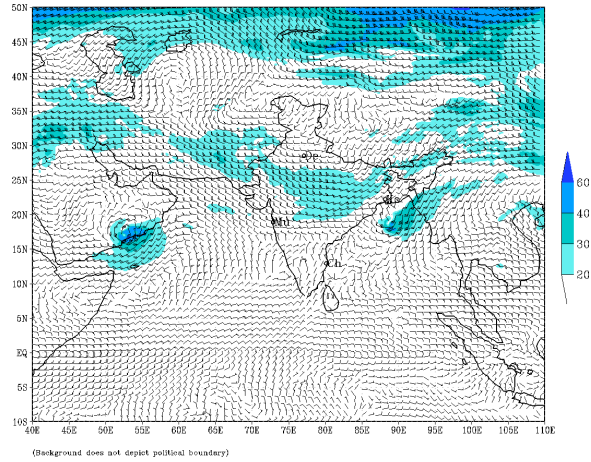 50N
45N
40N
35N
30N
De
25N
60
40
30
20
20N
Mu
15N
Ch
10N
5N
EQ
5S
10S
40E 45E 50E 55E 60E 65E 70E 75E 80E 85E 90E 95E 100E 105E 110E
(Background does not depict political boundary)